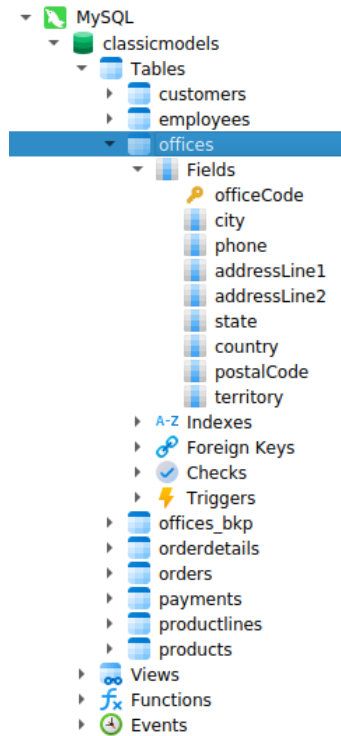 MySQL
classicmodels
Tables
customers
employees
offices
Fields
officeCode
city
phone
addressLine1
addressLine2
state
country
postalCode
territory
A-Z Indexes
Foreign Keys
Checks
Triggers
offices_bkp
orderdetails
orders
payments
productlines
products
Views
fx Functions
Events